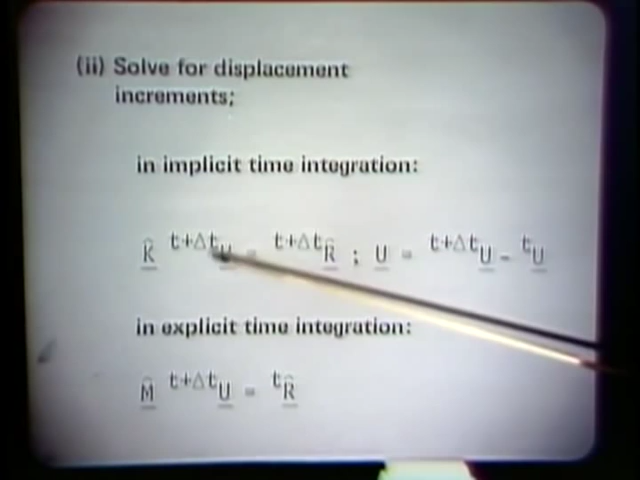 (ii) Solve for displacement
increments;
in implicit time integration:
K̂ t+Δt U = t+Δt R̂ ; U = t+Δt U - t U
in explicit time integration:
M̂ t+Δt U = t R̂